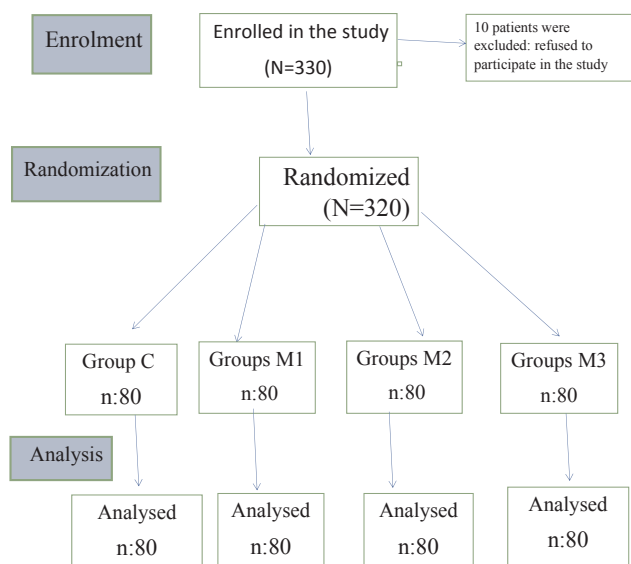 Enrolment
Enrolled in the study
(N=330)
10 patients were
excluded: refused to
participate in the study
Randomization
Randomized
(N=320)
Group C
n:80
Groups M1
n:80
Groups M2
n:80
Groups M3
n:80
Analysis
Analysed
n:80
Analysed
n:80
Analysed
n:80
Analysed
n:80